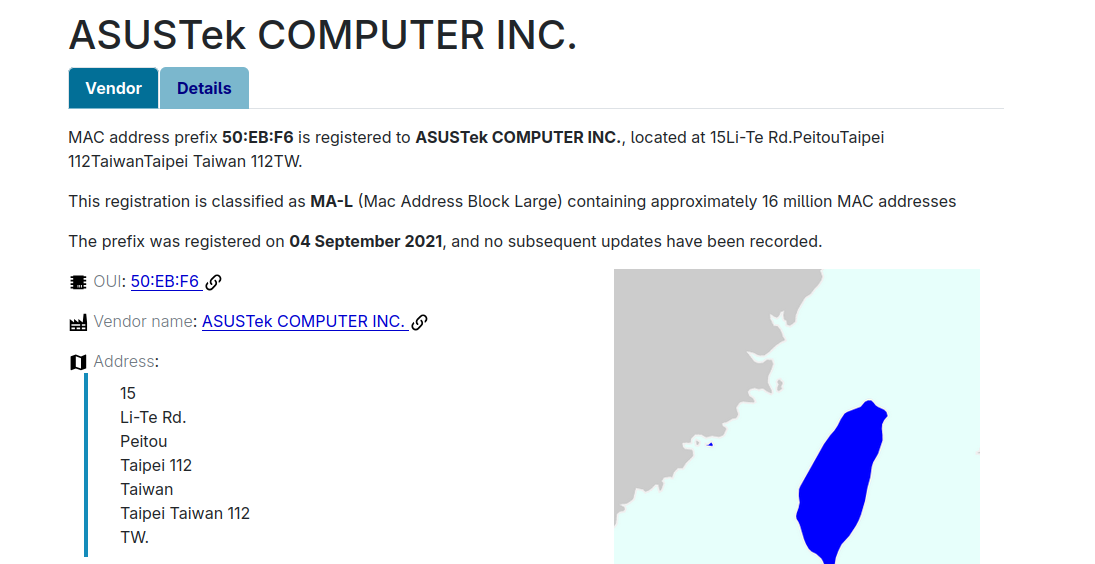 ASUSTek COMPUTER INC.
Vendor Details
MAC address prefix 50:EB:F6 is registered to ASUSTek COMPUTER INC., located at 15Li-Te Rd.PeitouTaipei
112TaiwanTaipei Taiwan 112TW.
This registration is classified as MA-L (Mac Address Block Large) containing approximately 16 million MAC addresses
The prefix was registered on 04 September 2021, and no subsequent updates have been recorded.
OUI: 50:EB:F6
Vendor name: ASUSTek COMPUTER INC.
Address:
15
Li-Te Rd.
Peitou
Taipei 112
Taiwan
Taipei Taiwan 112
TW.